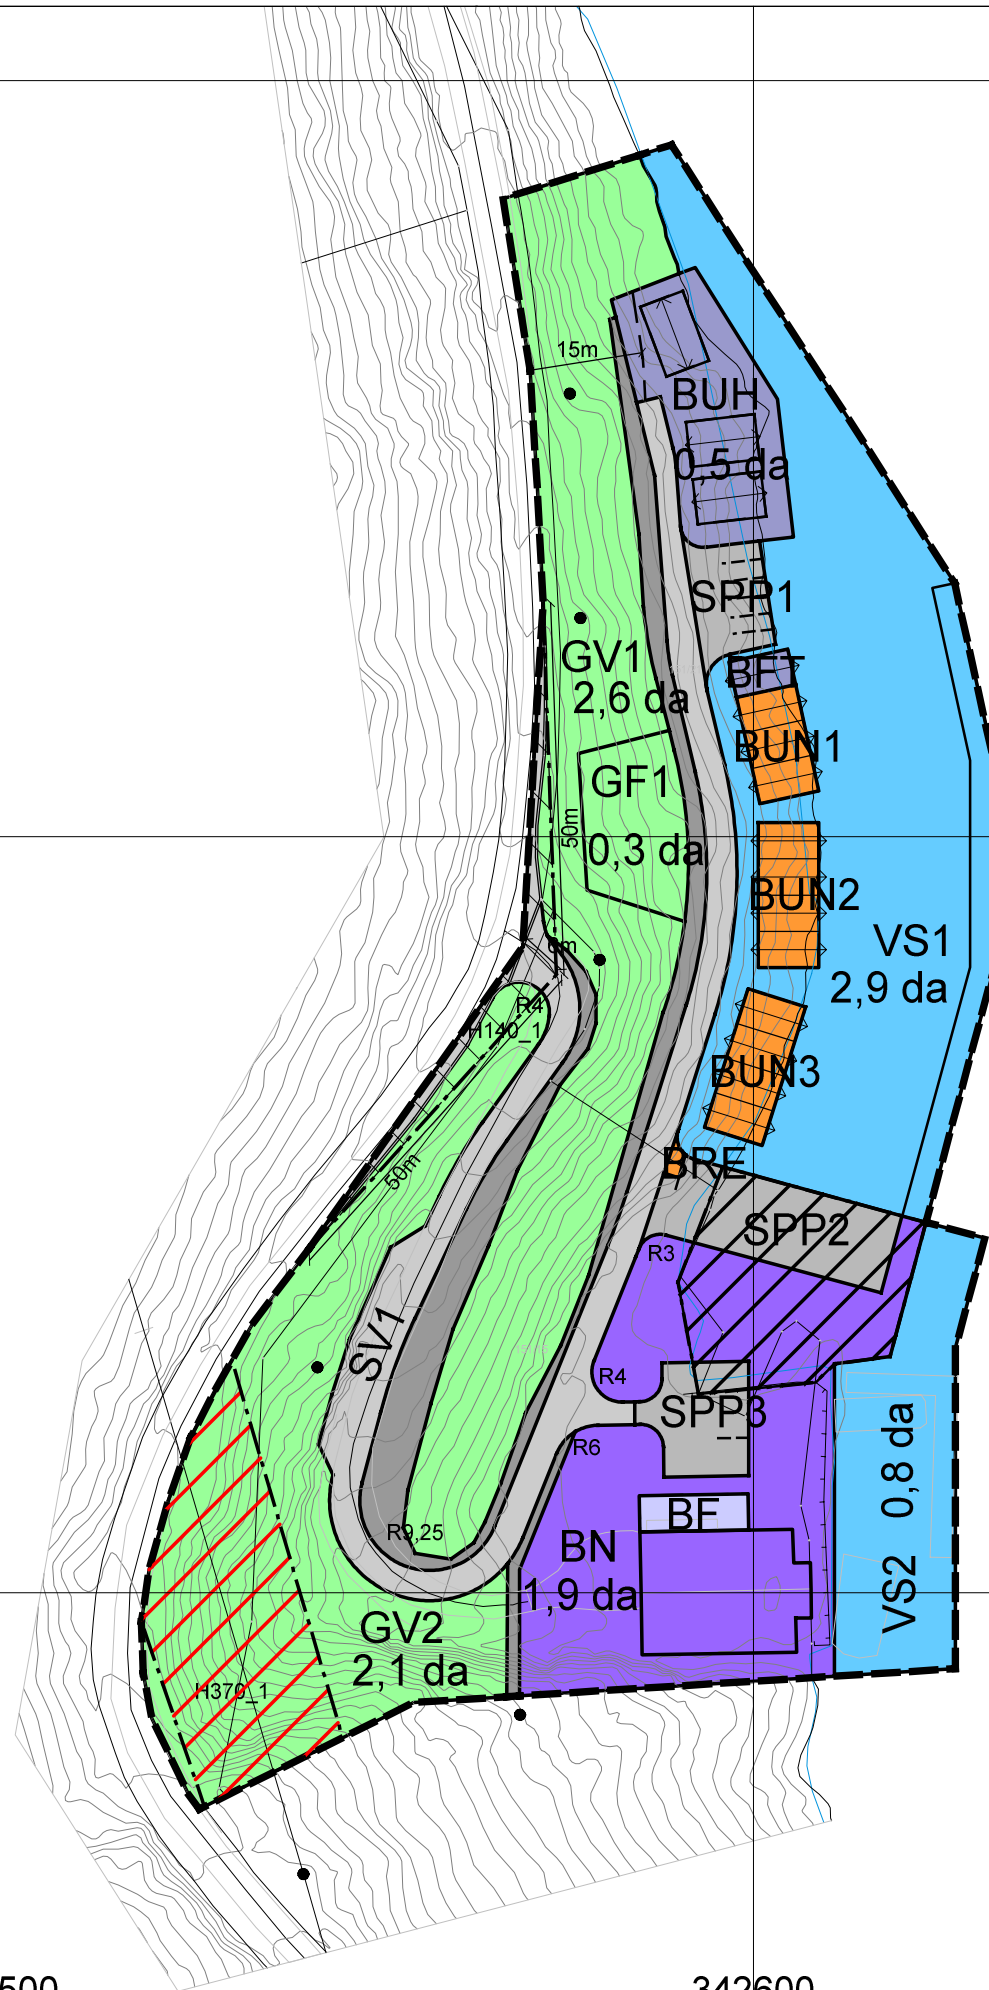 15m
BUH
0,5 da
SPP1
GV1
2,6 da
BFT
BUN1
GF1
50m
0,3 da
BUN2
VS1
2,9 da
R4
H140_1
BUN3
BRE
50m
SPP2
R3
SV1
R4
SPP3
R6
0,8 da
VS2
R9,25
BF
BN
1,9 da
GV2
2,1 da
H370_1
500
342600